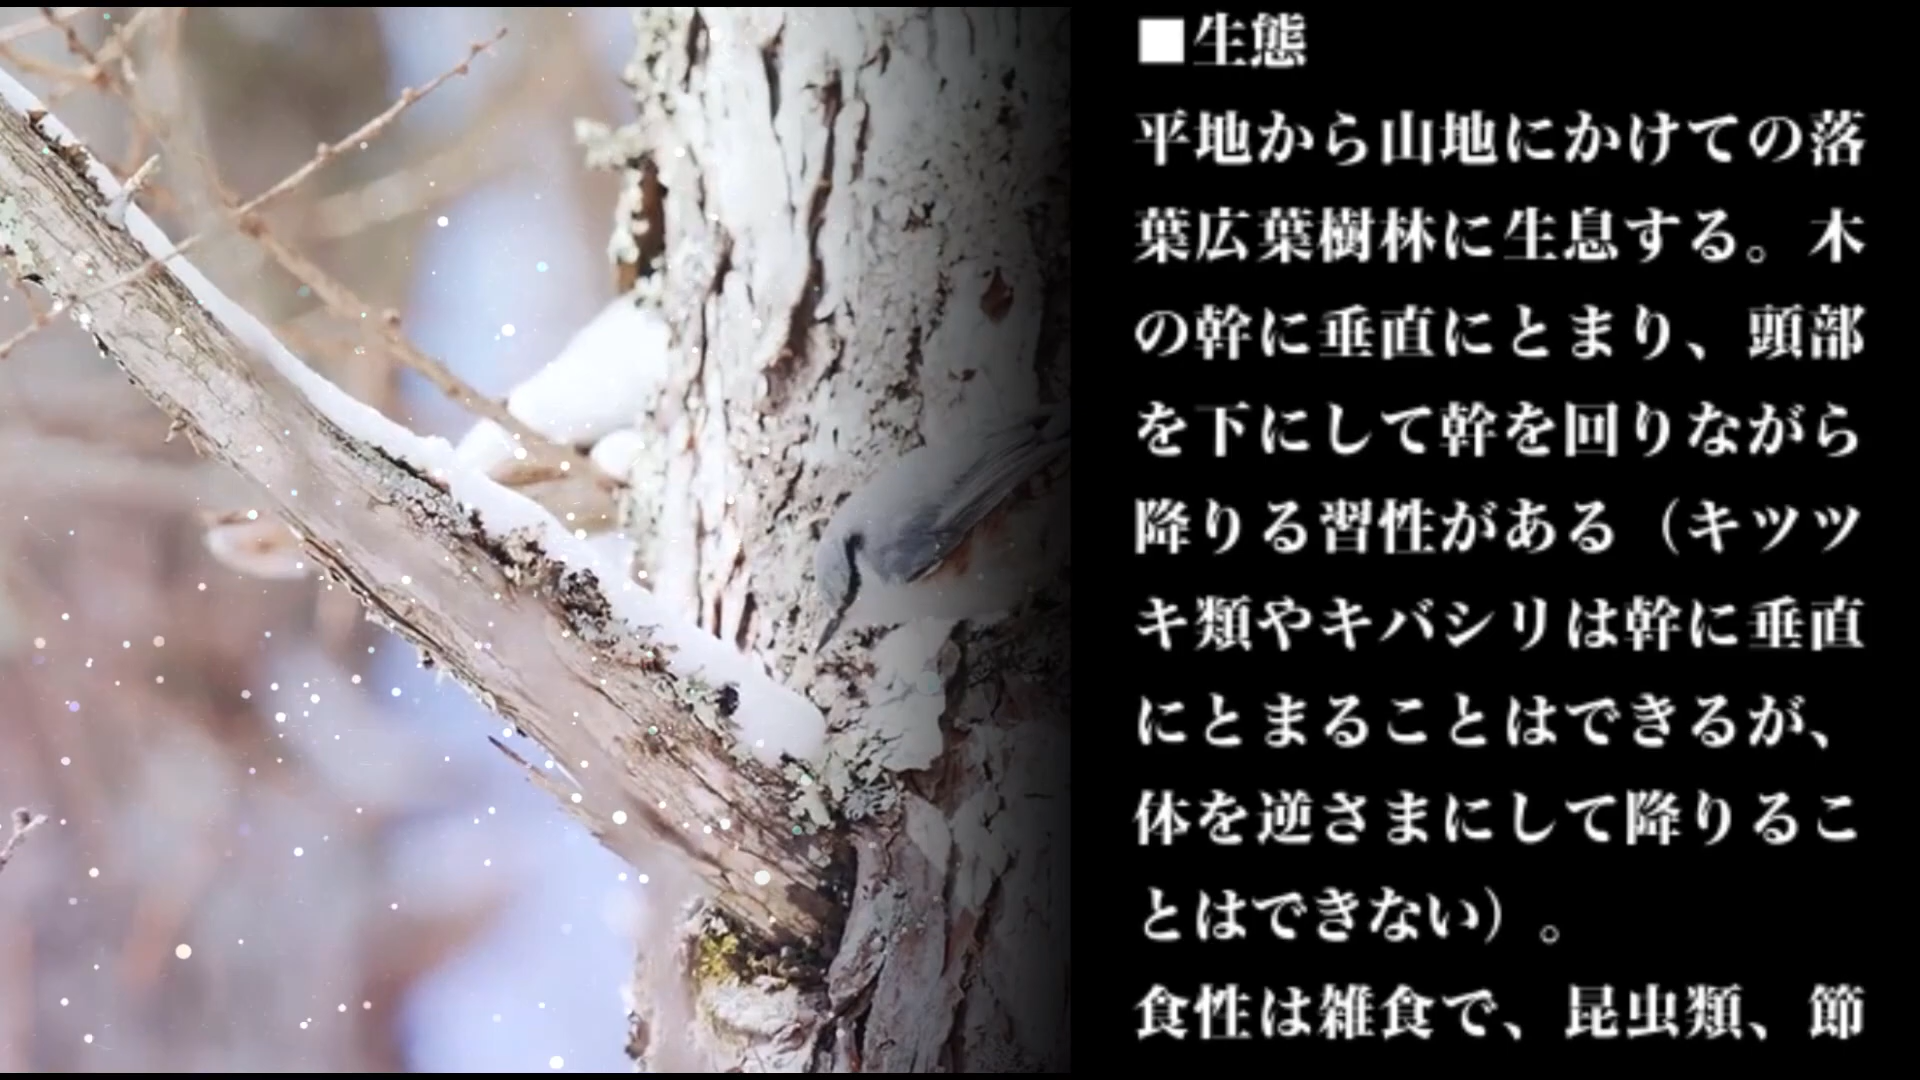 ■生態
平地から山地にかけての落
葉広葉樹林に生息する。木
の幹に垂直にとまり、頭部
を下にして幹を回りながら
降りる習性がある（キツツ
キ類やキバシリは幹に垂直
にとまることはできるが、
体を逆さまにして降りるこ
とはできない）。
食性は雑食で、昆虫類、節